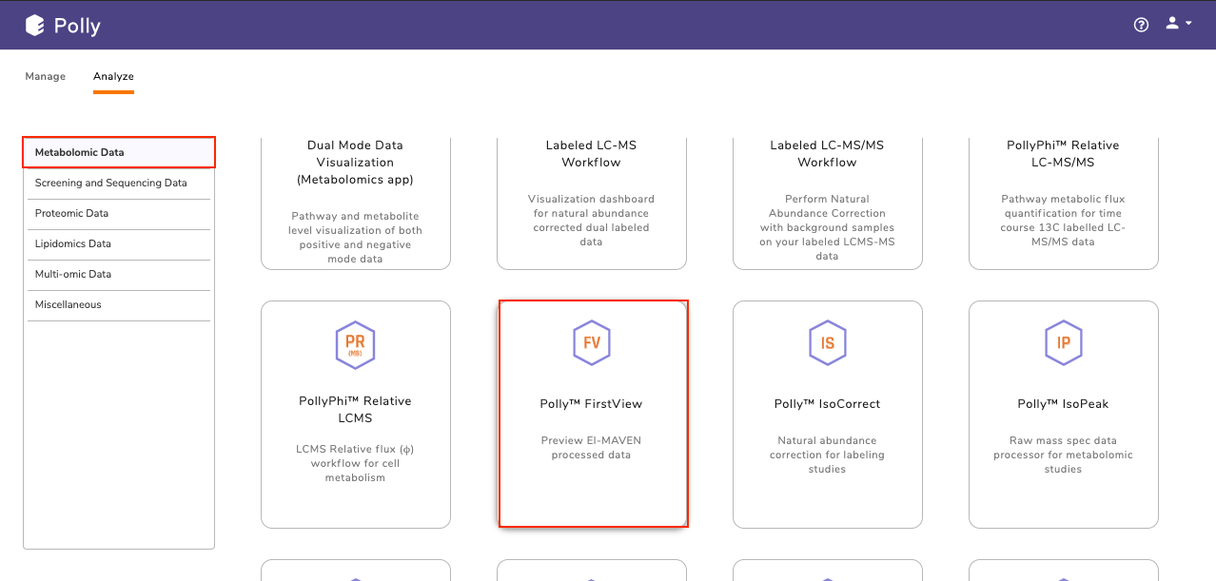 Polly
Manage
Analyze
Metabolomic Data
Screening and Sequencing Data
Proteomic Data
Lipidomics Data
Multi-omic Data
Miscellaneous
Dual Mode Data
Visualization
(Metabolomics app)
Pathway and metabolite
level visualization of both
positive and negative
mode data
Labeled LC-MS
Workflow
Visualization dashboard
for natural abundance
corrected dual labeled
data
Labeled LC-MS/MS
Workflow
Perform Natural
Abundance Correction
with background samples
on your labeled LCMS-MS
data
PollyPhi™ Relative
LC-MS/MS
Pathway metabolic flux
quantification for time
course 13C labelled LC-
MS/MS data
PR
(MS)
PollyPhi™ Relative
LCMS
LCMS Relative flux (ϕ)
workflow for cell
metabolism
FV
Polly™ FirstView
Preview El-MAVEN
processed data
IS
Polly™ IsoCorrect
Natural abundance
correction for labeling
studies
IP
Polly™ IsoPeak
Raw mass spec data
processor for metabolomic
studies